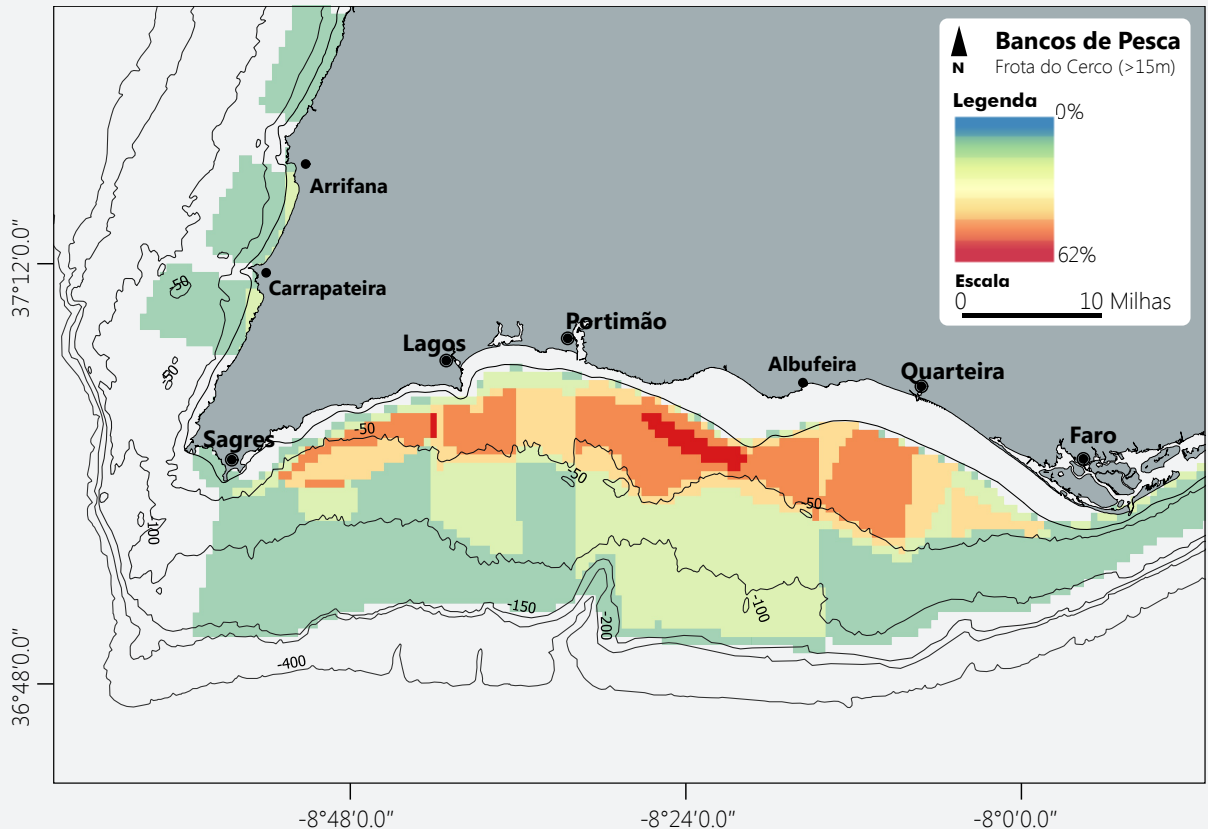 Bancos de Pesca
N
Frota do Cerco (>15m)
Legenda
0%
62%
Escala
0
10 Milhas
Arrifana
37°12'0.0"
-50
Carrapateira
Portimão
Lagos
-50
Albufeira
Quarteira
-50
Sagres
Faro
-50
-50
-100
-150
-100
-200
-400
36°48'0.0"
-8°48'0.0"
-8°24'0.0"
-8°0'0.0"